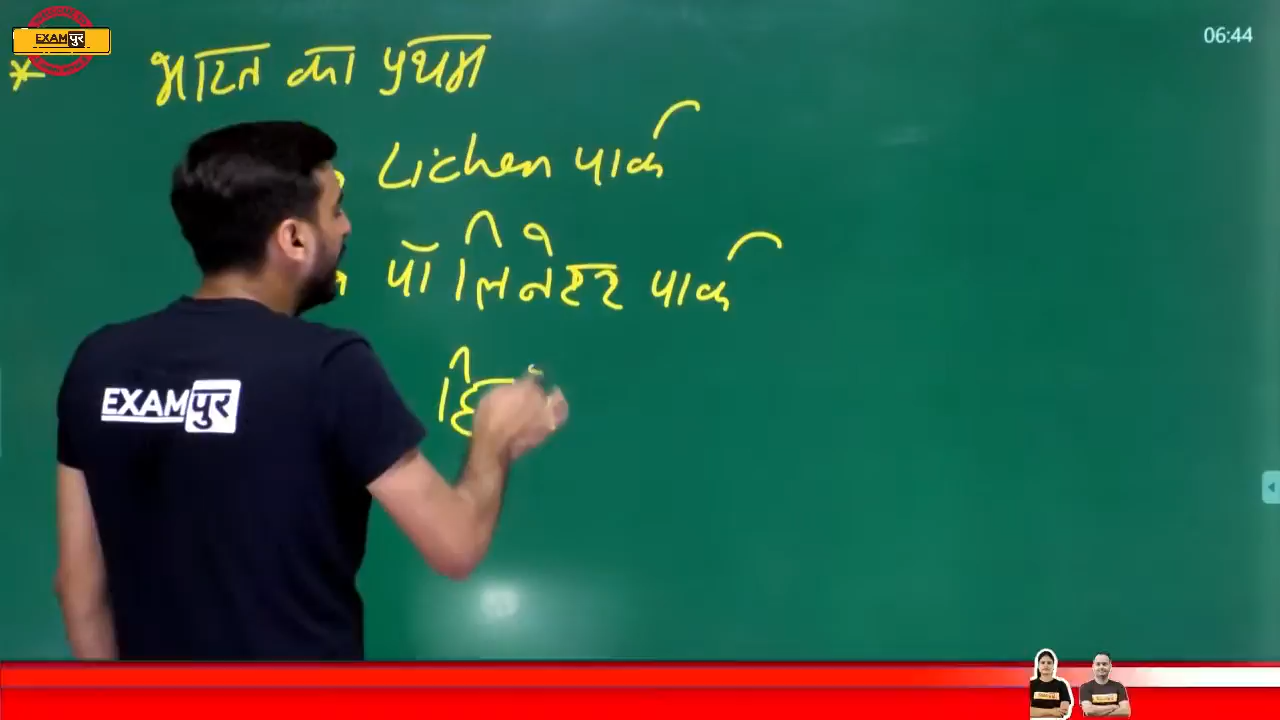 EXAMपुर
06:44
* भारत का प्रथम
Lichen पार्क
पॉलिनेटर पार्क
हि
EXAMपुर